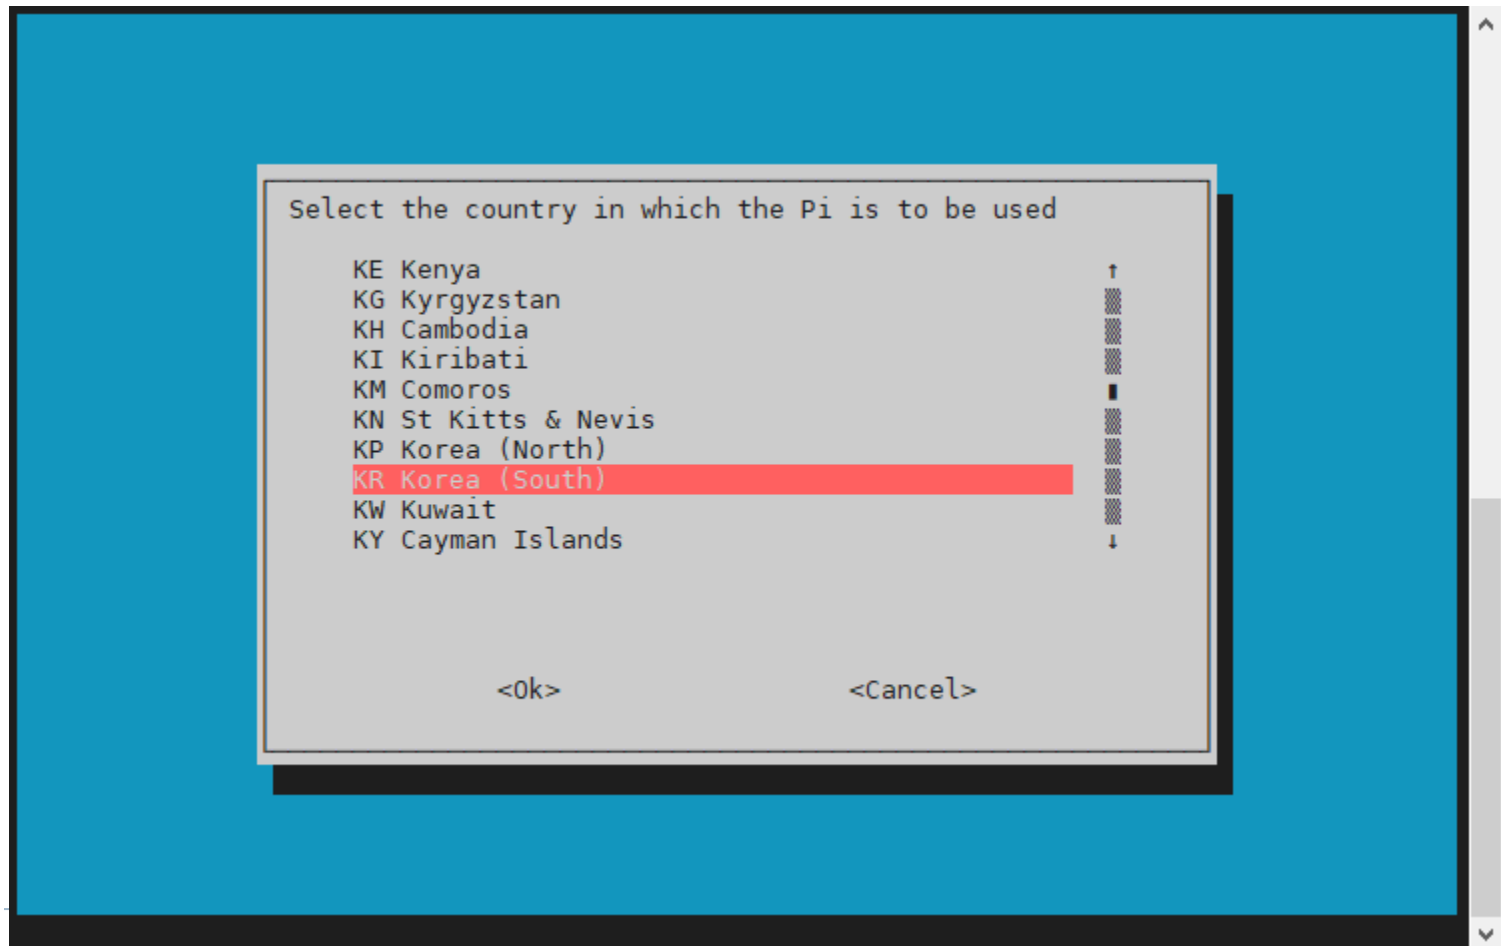 Select the country in which the Pi is to be used
KE Kenya
KG Kyrgyzstan
KH Cambodia
KI Kiribati
KM Comoros
KN St Kitts & Nevis
KP Korea (North)
KR Korea (South)
KW Kuwait
KY Cayman Islands
<Ok> <Cancel>